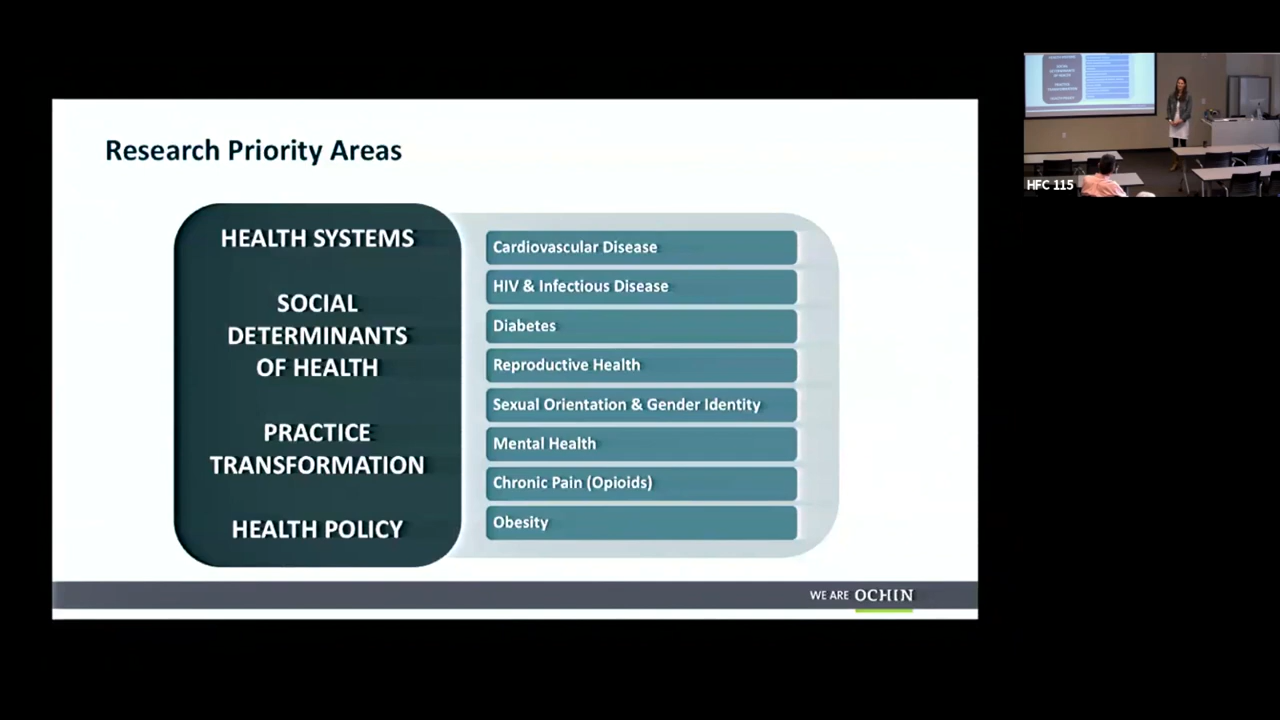 Research Priority Areas
HEALTH SYSTEMS
SOCIAL
DETERMINANTS
OF HEALTH
PRACTICE
TRANSFORMATION
HEALTH POLICY
Cardiovascular Disease
HIV & Infectious Disease
Diabetes
Reproductive Health
Sexual Orientation & Gender Identity
Mental Health
Chronic Pain (Opioids)
Obesity
WE ARE OCHIN
HFC 115